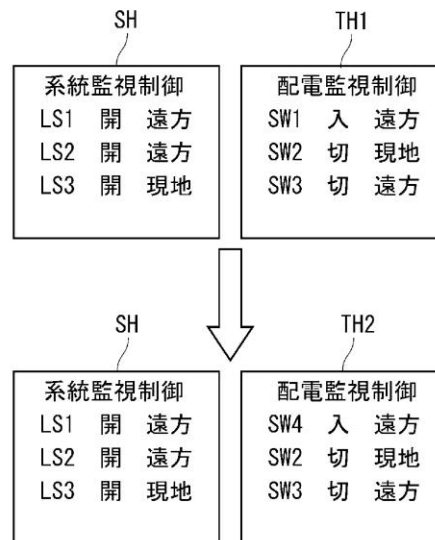 SH
TH1
系統監視制御
LS1 開 遠方
LS2 開 遠方
LS3 開 現地
配電監視制御
SW1 入 遠方
SW2 切 現地
SW3 切 遠方
SH
TH2
系統監視制御
LS1 開 遠方
LS2 開 遠方
LS3 開 現地
配電監視制御
SW4 入 遠方
SW2 切 現地
SW3 切 遠方